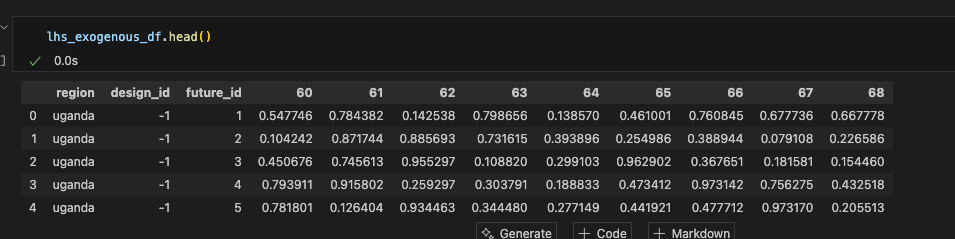 lhs_exogenous_df.head()
0.0s
region design_id future_id 60 61 62 63 64 65 66 67 68
0 uganda -1 1 0.547746 0.784382 0.142538 0.798656 0.138570 0.461001 0.760845 0.677736 0.667778
1 uganda -1 2 0.104242 0.871744 0.885693 0.731615 0.393896 0.254986 0.388944 0.079108 0.226586
2 uganda -1 3 0.450676 0.745613 0.955297 0.108820 0.299103 0.962902 0.367651 0.181581 0.154460
3 uganda -1 4 0.793911 0.915802 0.259297 0.303791 0.188833 0.473412 0.973142 0.756275 0.432518
4 uganda -1 5 0.781801 0.126404 0.934463 0.344480 0.277149 0.441921 0.477712 0.973170 0.205513
Generate Code Markdown